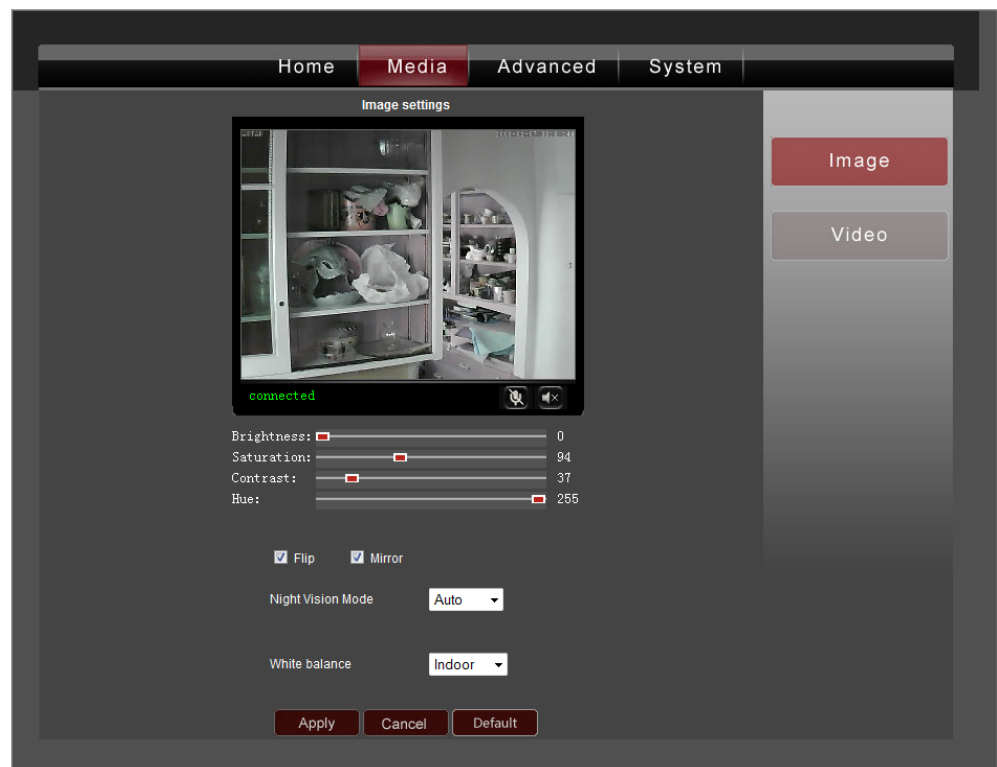 Home Media Advanced System
Image settings
Image
Video
connected
Brightness: 0
Saturation: 94
Contrast: 37
Hue: 255
Flip Mirror
Night Vision Mode Auto
White balance Indoor
Apply Cancel Default